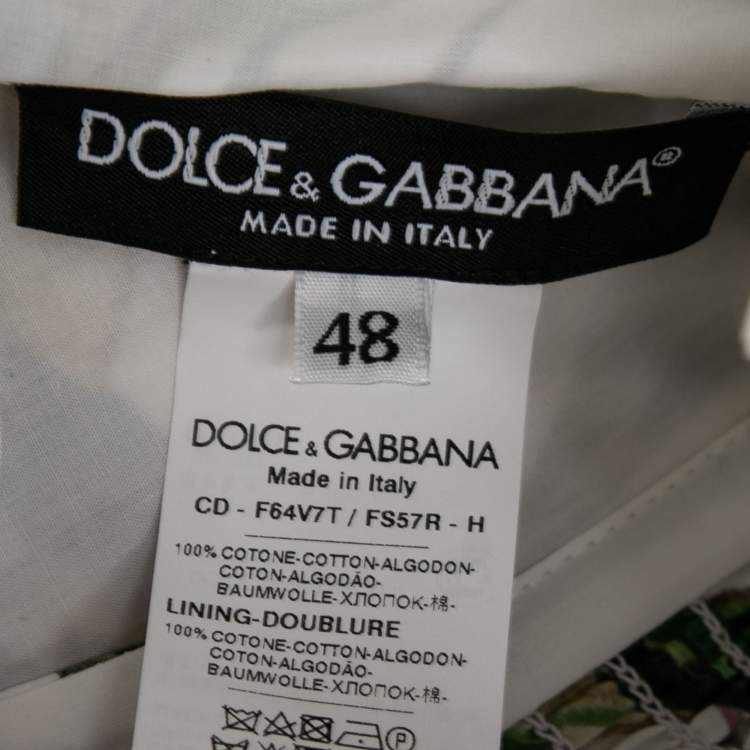 DOLCE & GABBANA®
MADE IN ITALY
48
DOLCE & GABBANA
Made in Italy
CD - F64V7T / FS57R - H
100% COTONE-COTTON-ALGODON-
COTON-ALGODÃO-
BAUMWOLLE-ХЛОПОК-棉-
LINING-DOUBLURE
100% COTONE-COTTON-ALGODON-
COTON-ALGODÃO-
BAUMWOLLE-ХЛОПОК-棉-
P